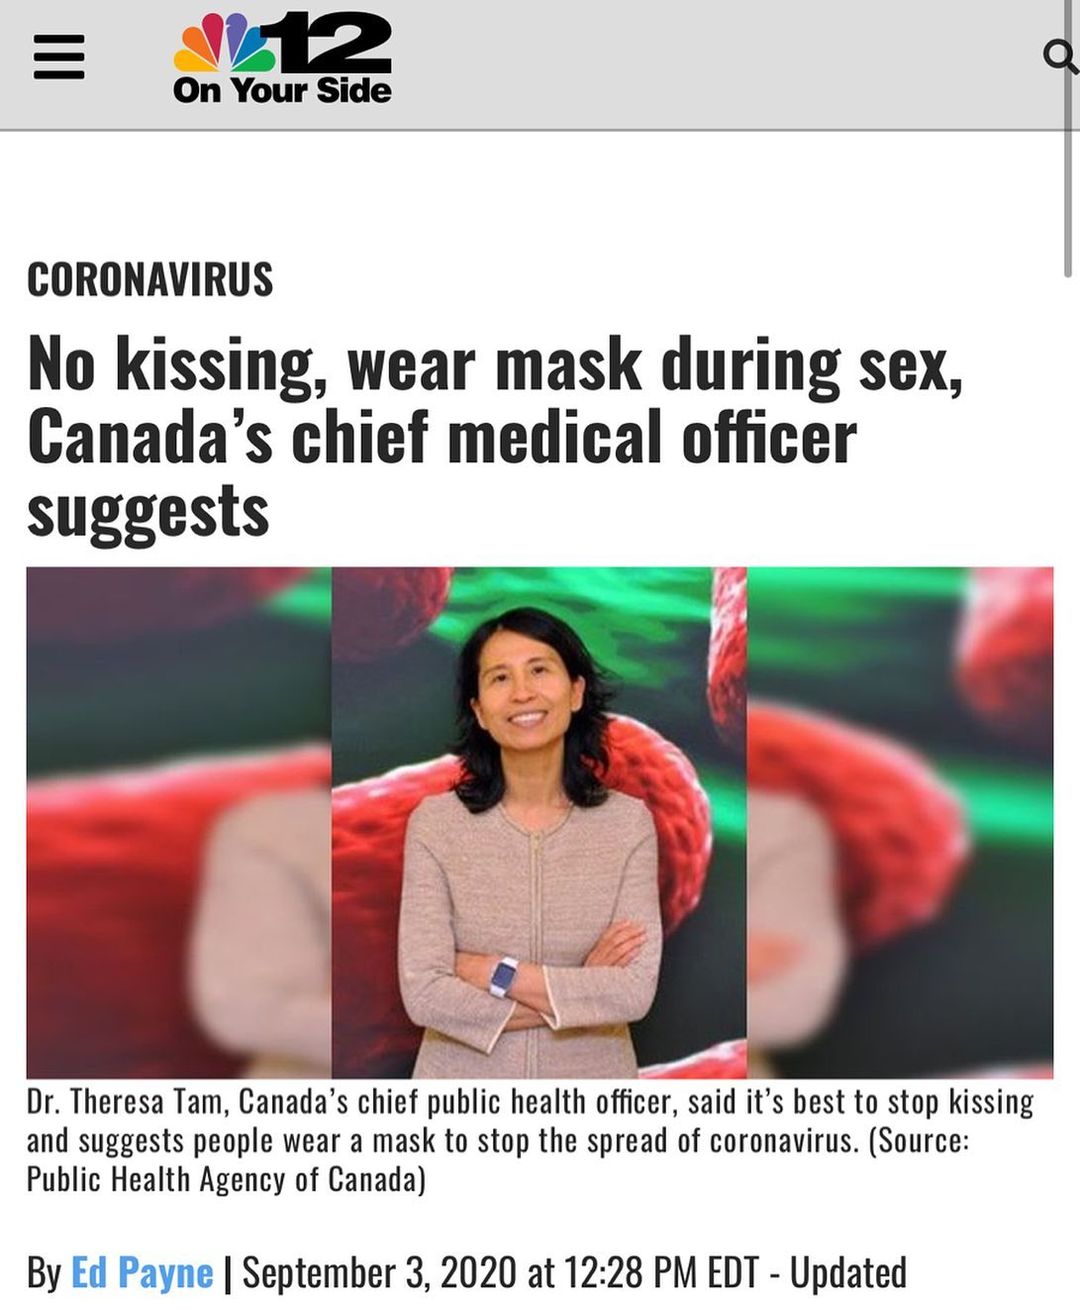 12
On Your Side
CORONAVIRUS
No kissing, wear mask during sex,
Canada’s chief medical officer
suggests
Dr. Theresa Tam, Canada’s chief public health officer, said it’s best to stop kissing
and suggests people wear a mask to stop the spread of coronavirus. (Source:
Public Health Agency of Canada)
By Ed Payne | September 3, 2020 at 12:28 PM EDT - Updated